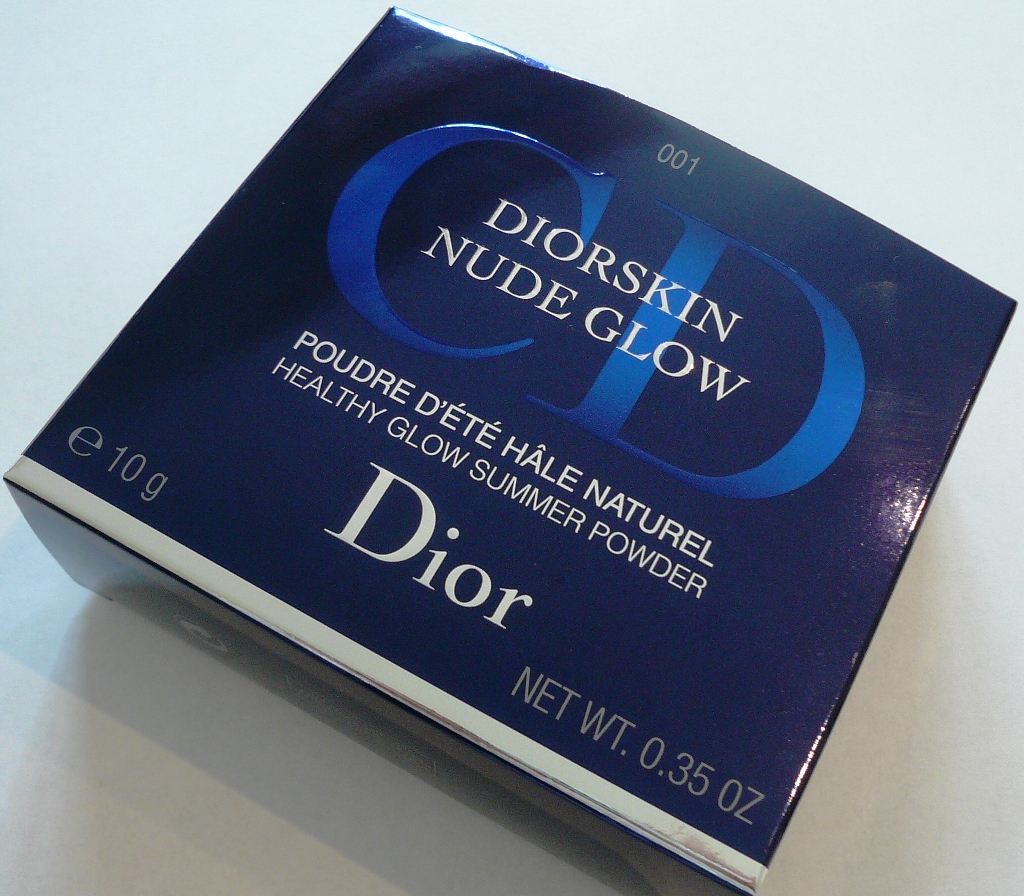 001
CD
DIORSKIN
NUDE GLOW
POUDRE D'ÉTÉ HÂLE NATUREL
HEALTHY GLOW SUMMER POWDER
Dior
℮ 10 g
NET WT. 0.35 OZ